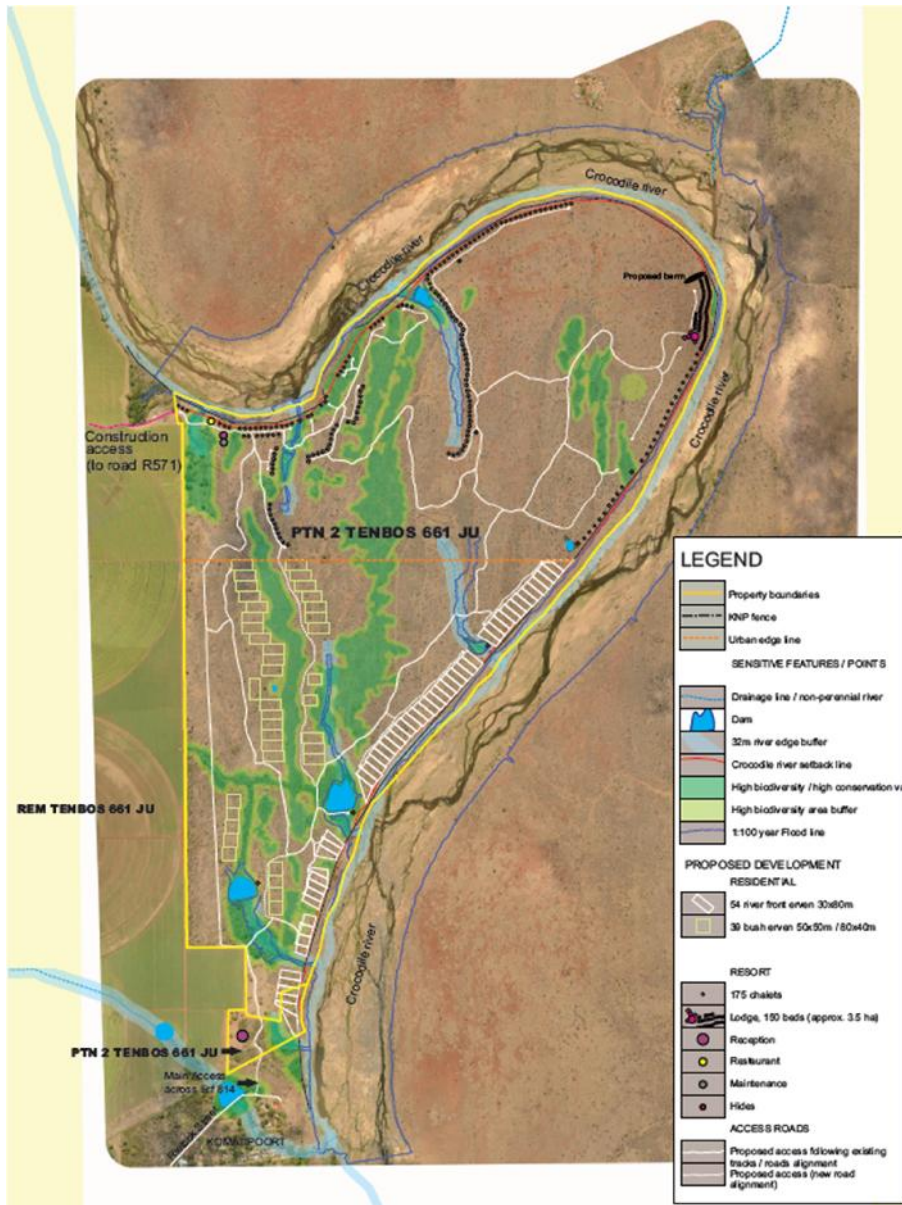 Crocodile river
Crocodile river
Proposed berm
Crocodile river
Construction
access
(to road R571)
PTN 2 TENBOS 661 JU
REM TENBOS 661 JU
Crocodile river
PTN 2 TENBOS 661 JU
Main Access
across Erf 814
KOMATIPOORT
LEGEND
Property boundaries
KNP fence
Urban edge line
SENSITIVE FEATURES / POINTS
Drainage line / non-perennial river
Dam
32m river edge buffer
Crocodile river setback line
High biodiversity / high conservation va
High biodiversity area buffer
1:100 year Flood line
PROPOSED DEVELOPMENT
RESIDENTIAL
54 river front erven 30x80m
39 bush erven 50x50m / 80x40m
RESORT
175 chalets
Lodge, 150 beds (approx. 3.5 ha)
Reception
Restaurant
Maintenance
Hides
ACCESS ROADS
Proposed access following existing
tracks / roads alignment
Proposed access (new road
alignment)